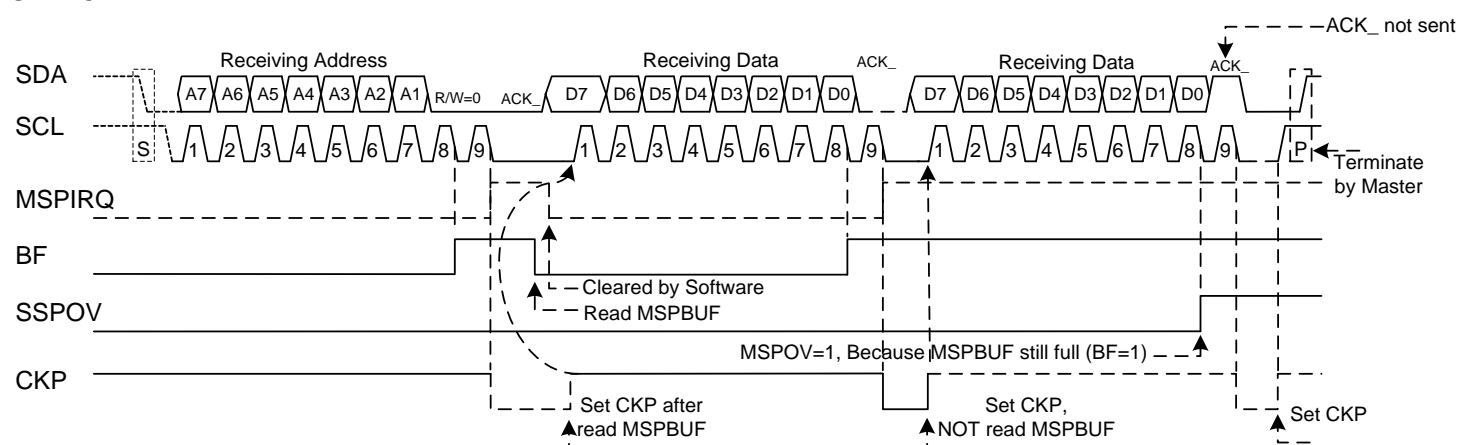 ACK_ not sent
Receiving Address
Receiving Data
ACK_
Receiving Data
ACK_
SDA
A7 A6 A5 A4 A3 A2 A1 R/W=0 ACK_ D7 D6 D5 D4 D3 D2 D1 D0 D7 D6 D5 D4 D3 D2 D1 D0
SCL
S 1 2 3 4 5 6 7 8 9 1 2 3 4 5 6 7 8 9 1 2 3 4 5 6 7 8 9 P
Terminate
by Master
MSPIRQ
BF
Cleared by Software
Read MSPBUF
SSPOV
MSPOV=1, Because MSPBUF still full (BF=1)
CKP
Set CKP after
read MSPBUF
Set CKP,
NOT read MSPBUF
Set CKP